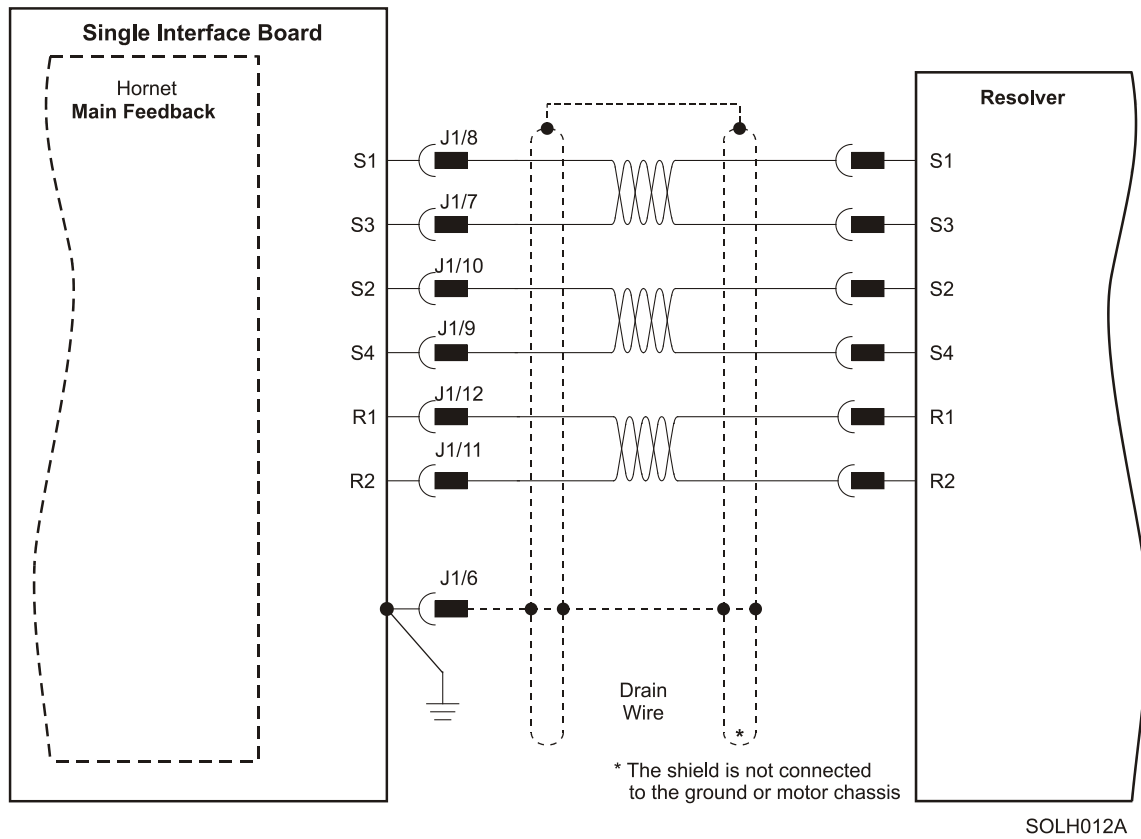 Single Interface Board
Hornet
Main Feedback
Resolver
S1 J1/8 S1
S3 J1/7 S3
S2 J1/10 S2
S4 J1/9 S4
R1 J1/12 R1
R2 J1/11 R2
J1/6
Drain
Wire
*
* The shield is not connected
to the ground or motor chassis
SOLH012A